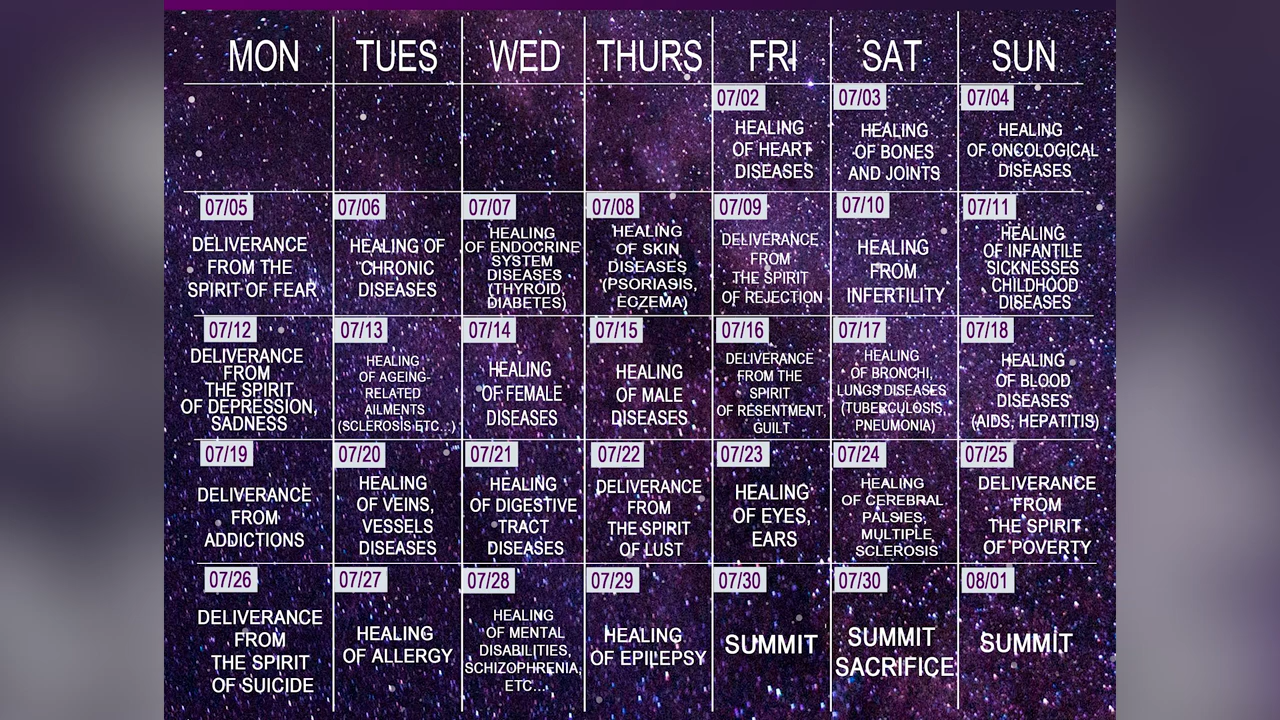 MON TUES WED THURS FRI SAT SUN
07/02
HEALING
OF HEART
DISEASES
07/03
HEALING
OF BONES
AND JOINTS
07/04
HEALING
OF ONCOLOGICAL
DISEASES
07/05
DELIVERANCE
FROM THE
SPIRIT OF FEAR
07/06
HEALING OF
CHRONIC
DISEASES
07/07
HEALING
OF ENDOCRINE
SYSTEM
DISEASES
(THYROID,
DIABETES)
07/08
HEALING
OF SKIN
DISEASES
(PSORIASIS,
ECZEMA)
07/09
DELIVERANCE
FROM
THE SPIRIT
OF REJECTION
07/10
HEALING
FROM
INFERTILITY
07/11
HEALING
OF INFANTILE
SICKNESSES
CHILDHOOD
DISEASES
07/12
DELIVERANCE
FROM
THE SPIRIT
OF DEPRESSION,
SADNESS
07/13
HEALING
OF AGEING-
RELATED
AILMENTS
(SCLEROSIS ETC...)
07/14
HEALING
OF FEMALE
DISEASES
07/15
HEALING
OF MALE
DISEASES
07/16
DELIVERANCE
FROM THE
SPIRIT
OF RESENTMENT,
GUILT
07/17
HEALING
OF BRONCHI,
LUNGS DISEASES
(TUBERCULOSIS,
PNEUMONIA)
07/18
HEALING
OF BLOOD
DISEASES
(AIDS, HEPATITIS)
07/19
DELIVERANCE
FROM
ADDICTIONS
07/20
HEALING
OF VEINS,
VESSELS
DISEASES
07/21
HEALING
OF DIGESTIVE
TRACT
DISEASES
07/22
DELIVERANCE
FROM
THE SPIRIT
OF LUST
07/23
HEALING
OF EYES,
EARS
07/24
HEALING
OF CEREBRAL
PALSIES,
MULTIPLE
SCLEROSIS
07/25
DELIVERANCE
FROM
THE SPIRIT
OF POVERTY
07/26
DELIVERANCE
FROM
THE SPIRIT
OF SUICIDE
07/27
HEALING
OF ALLERGY
07/28
HEALING
OF MENTAL
DISABILITIES,
SCHIZOPHRENIA,
ETC...
07/29
HEALING
OF EPILEPSY
07/30
SUMMIT
07/30
SUMMIT
SACRIFICE
08/01
SUMMIT